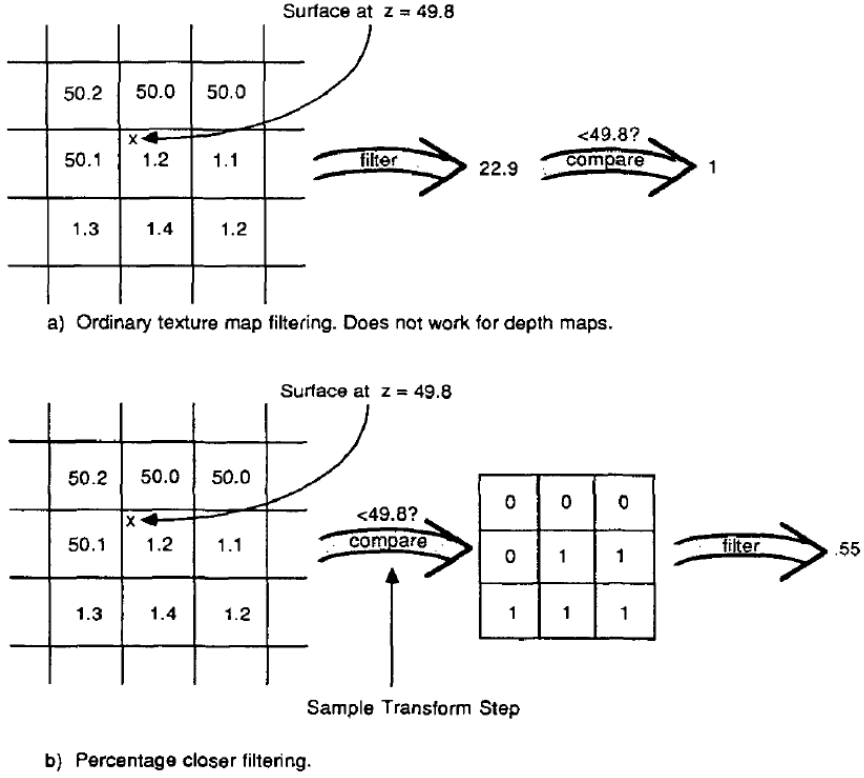 Surface at z = 49.8
50.2 50.0 50.0
<49.8?
x
50.1 1.2 1.1
filter
22.9
compare
1
1.3 1.4 1.2
a) Ordinary texture map filtering. Does not work for depth maps.
Surface at z = 49.8
50.2 50.0 50.0
x
<49.8?
50.1 1.2 1.1
compare
0 0 0
0 1 1
1 1 1
filter
.55
1.3 1.4 1.2
Sample Transform Step
b) Percentage closer filtering.